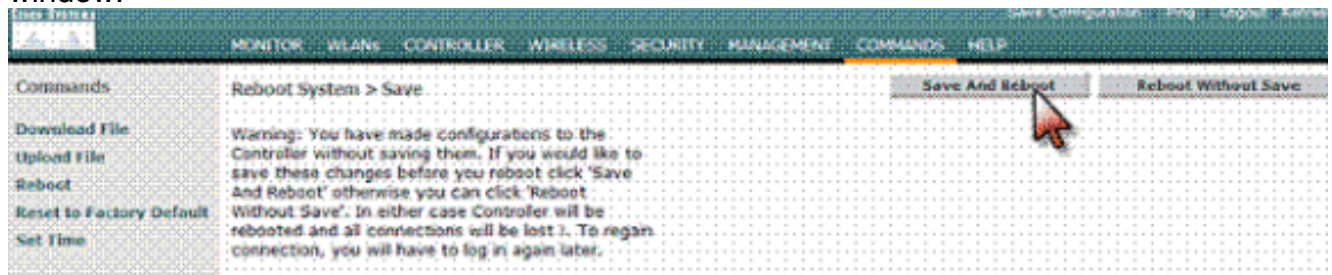 window.
Cisco Systems
Save Configuration Ping Logout Refresh
MONITOR WLANs CONTROLLER WIRELESS SECURITY MANAGEMENT COMMANDS HELP
Commands
Download File
Upload File
Reboot
Reset to Factory Default
Set Time
Reboot System > Save
Save And Reboot
Reboot Without Save
Warning: You have made configurations to the
Controller without saving them. If you would like to
save these changes before you reboot click 'Save
And Reboot' otherwise you can click 'Reboot
Without Save'. In either case Controller will be
rebooted and all connections will be lost !. To regain
connection, you will have to log in again later.